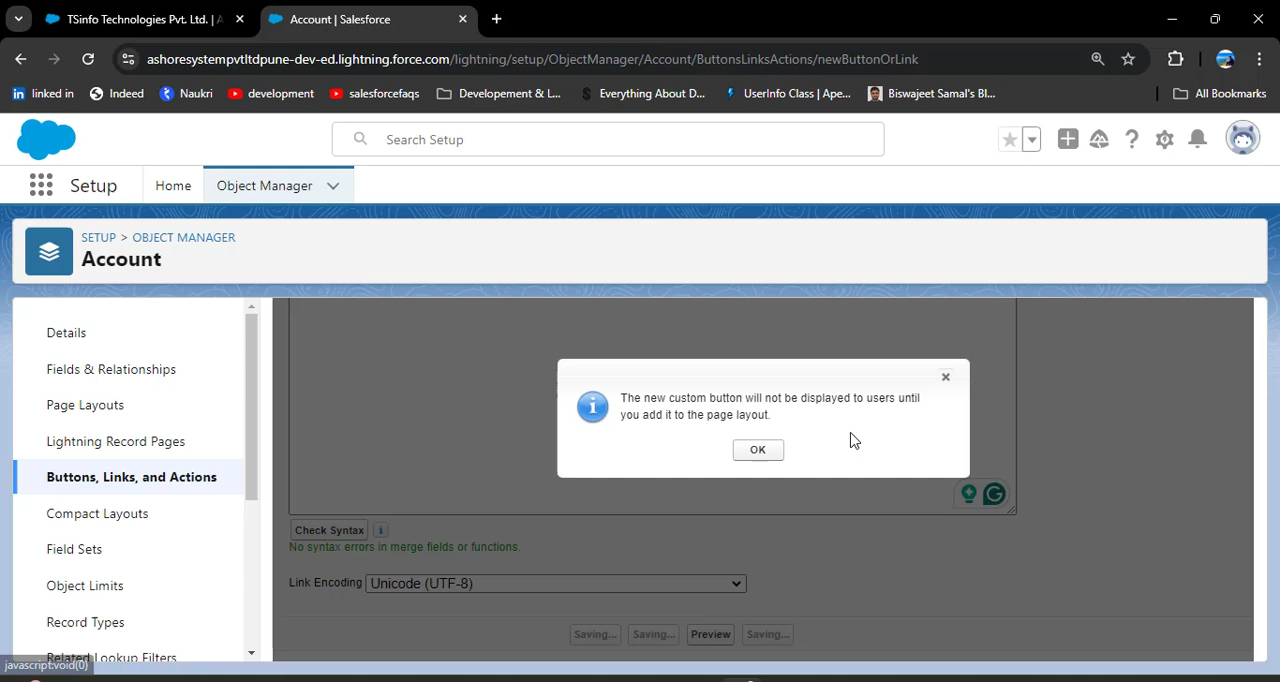 TSinfo Technologies Pvt. Ltd. | A
Account | Salesforce
ashoresystempvtltdpune-dev-ed.lightning.force.com/lightning/setup/ObjectManager/Account/ButtonsLinksActions/newButtonOrLink
linked in
Indeed
Naukri
development
salesforcefaqs
Developement & L...
Everything About D...
UserInfo Class | Ape...
Biswajeet Samal's Bl...
All Bookmarks
Search Setup
Setup
Home
Object Manager
SETUP > OBJECT MANAGER
Account
Details
Fields & Relationships
Page Layouts
Lightning Record Pages
Buttons, Links, and Actions
Compact Layouts
Field Sets
Object Limits
Record Types
Related Lookup Filters
javascript:void(0)
The new custom button will not be displayed to users until
you add it to the page layout.
OK
Check Syntax
No syntax errors in merge fields or functions.
Link Encoding Unicode (UTF-8)
Saving... Saving... Preview Saving...